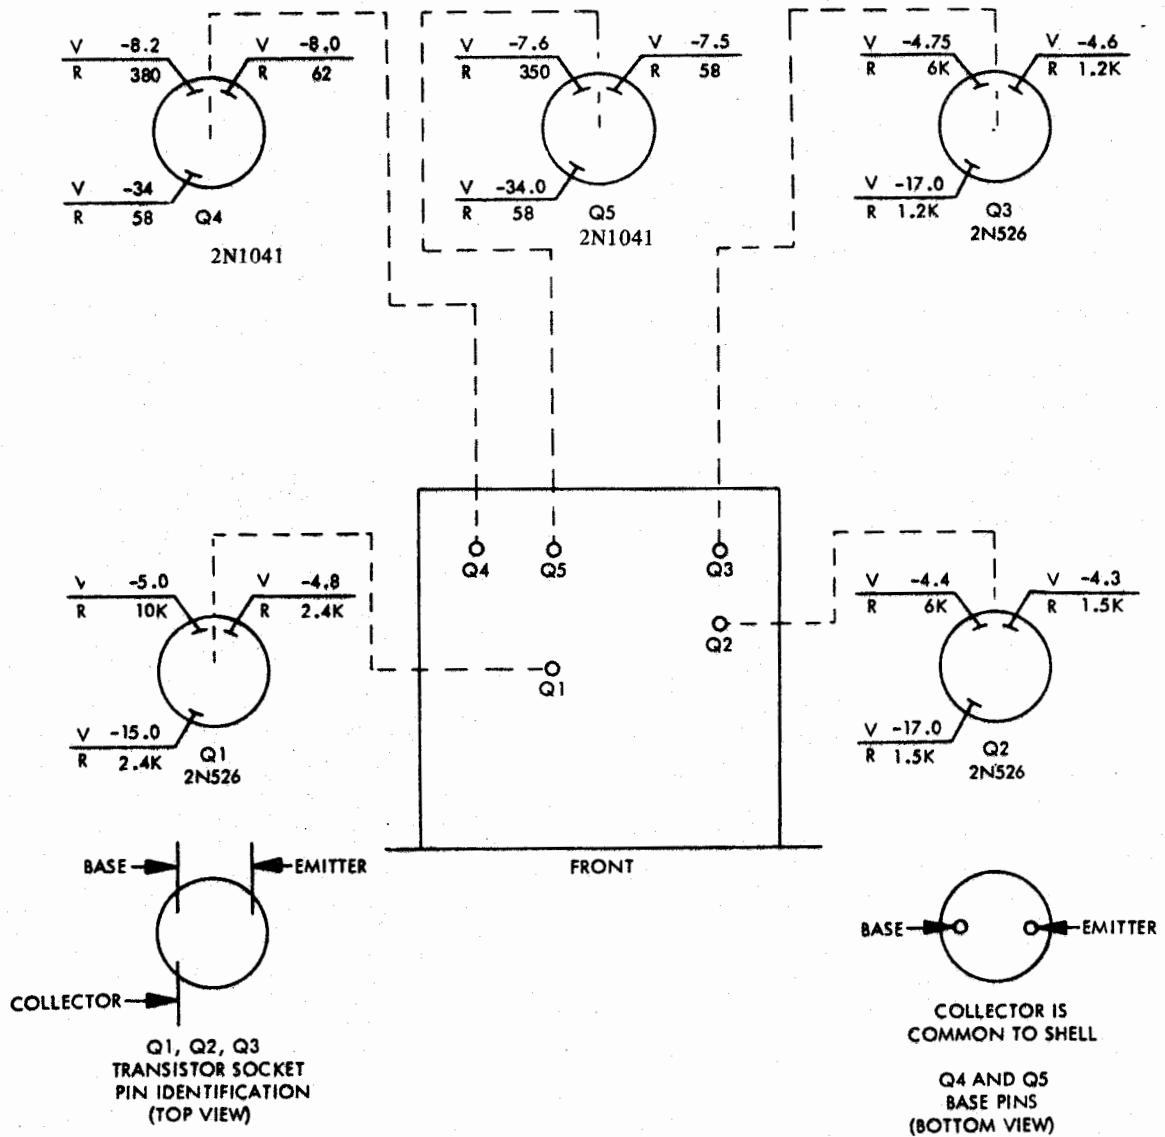 V -8.2
R 380
V -8.0
R 62
V -34
R 58
Q4
2N1041
V -7.6
R 350
V -7.5
R 58
V -34.0
R 58
Q5
2N1041
V -4.75
R 6K
V -4.6
R 1.2K
V -17.0
R 1.2K
Q3
2N526
Q4
Q5
Q3
Q2
Q1
V -5.0
R 10K
V -4.8
R 2.4K
V -15.0
R 2.4K
Q1
2N526
V -4.4
R 6K
V -4.3
R 1.5K
V -17.0
R 1.5K
Q2
2N526
FRONT
BASE
EMITTER
COLLECTOR
Q1, Q2, Q3
TRANSISTOR SOCKET
PIN IDENTIFICATION
(TOP VIEW)
BASE
EMITTER
COLLECTOR IS
COMMON TO SHELL
Q4 AND Q5
BASE PINS
(BOTTOM VIEW)